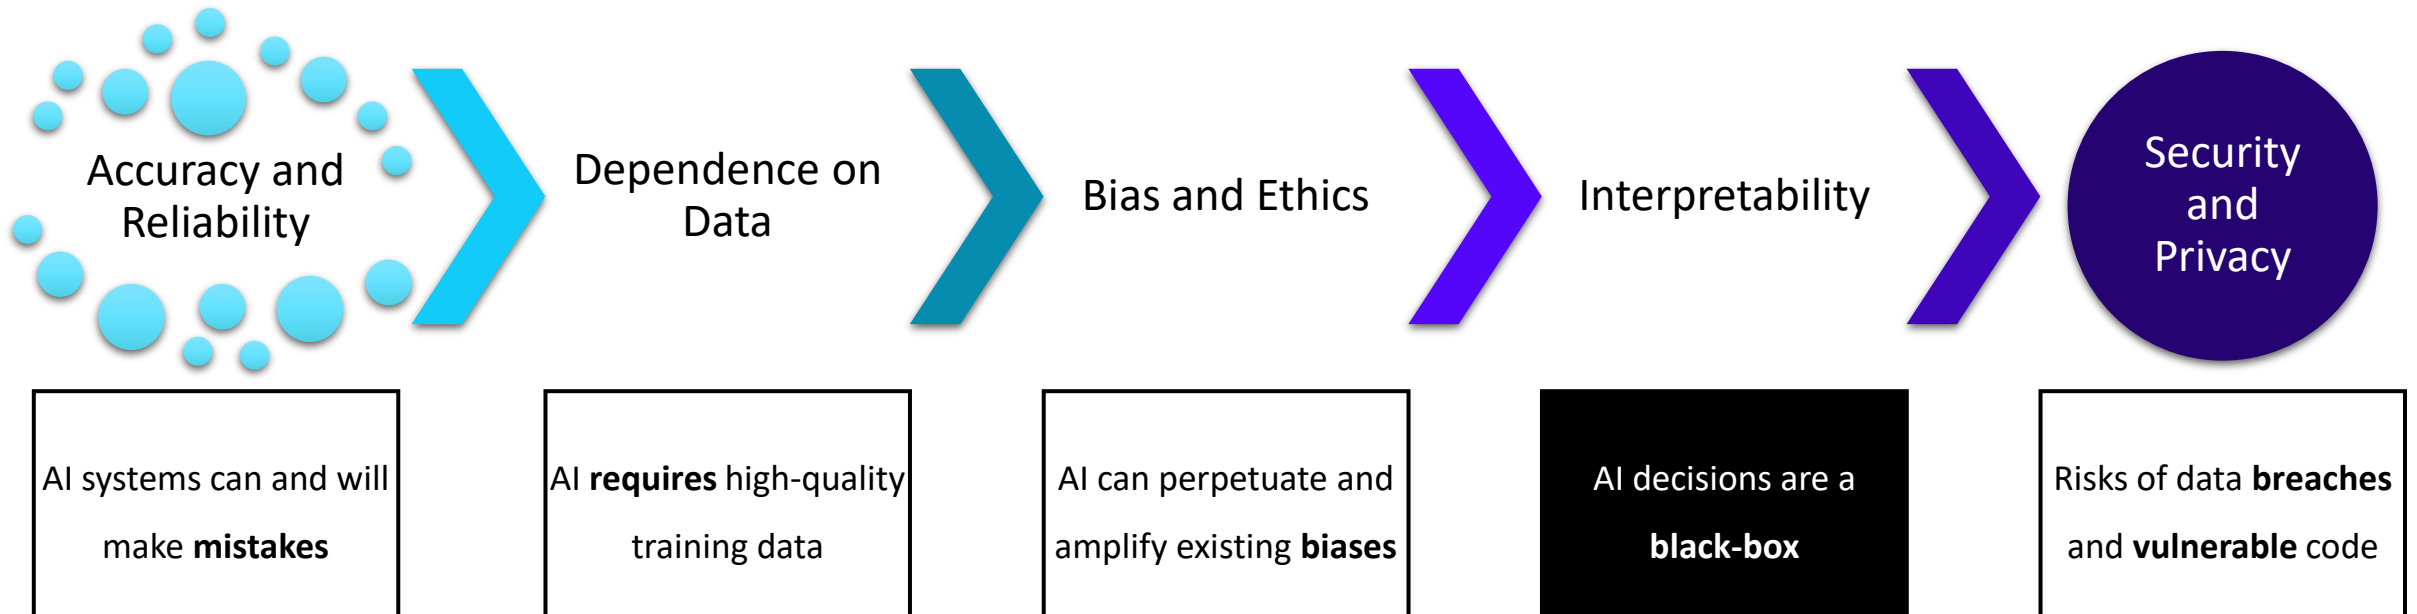 Accuracy and
Reliability
Dependence on
Data
Bias and Ethics
Interpretability
Security
and
Privacy
AI systems can and will
make mistakes
AI requires high-quality
training data
AI can perpetuate and
amplify existing biases
AI decisions are a
black-box
Risks of data breaches
and vulnerable code